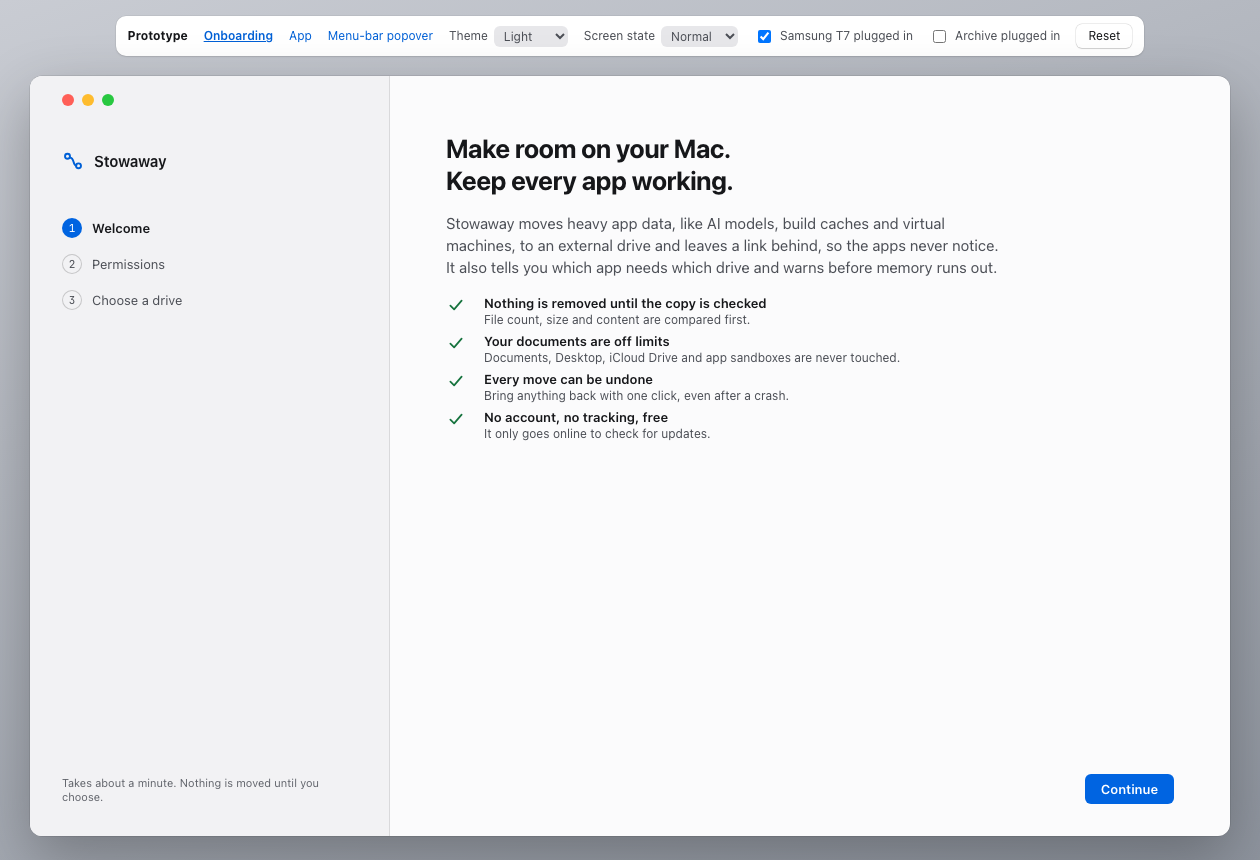 Prototype Onboarding App Menu-bar popover Theme Light Screen state Normal Samsung T7 plugged in Archive plugged in Reset
Stowaway
1 Welcome
2 Permissions
3 Choose a drive
Takes about a minute. Nothing is moved until you
choose.
Make room on your Mac.
Keep every app working.
Stowaway moves heavy app data, like AI models, build caches and virtual
machines, to an external drive and leaves a link behind, so the apps never notice.
It also tells you which app needs which drive and warns before memory runs out.
Nothing is removed until the copy is checked
File count, size and content are compared first.
Your documents are off limits
Documents, Desktop, iCloud Drive and app sandboxes are never touched.
Every move can be undone
Bring anything back with one click, even after a crash.
No account, no tracking, free
It only goes online to check for updates.
Continue